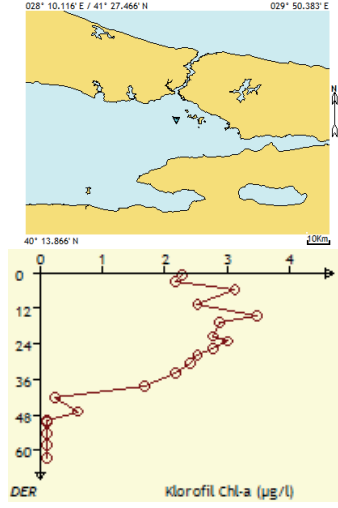 028° 10.116' E / 41° 27.466' N 029° 50.383' E
N
N
40° 13.866' N 10Km
0 1 2 3 4
0
12
24
36
48
60
DER Klorofil Chl-a (µg/l)